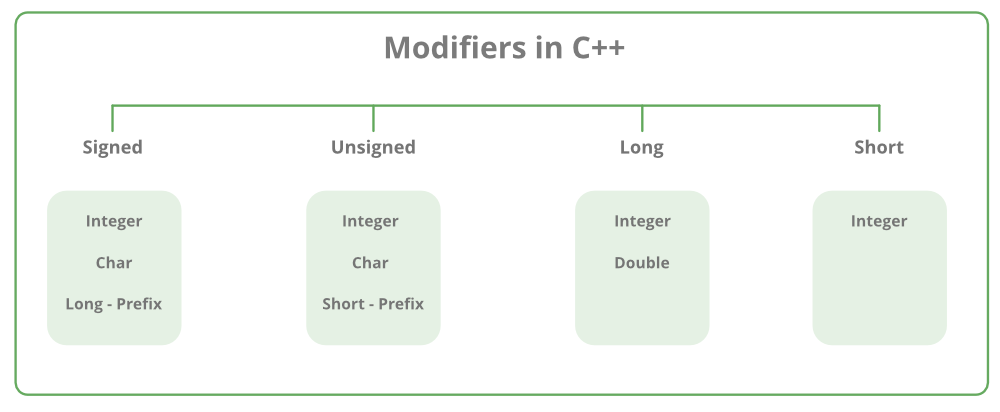 Modifiers in C++
Signed
Unsigned
Long
Short
Integer
Char
Long - Prefix
Integer
Char
Short - Prefix
Integer
Double
Integer